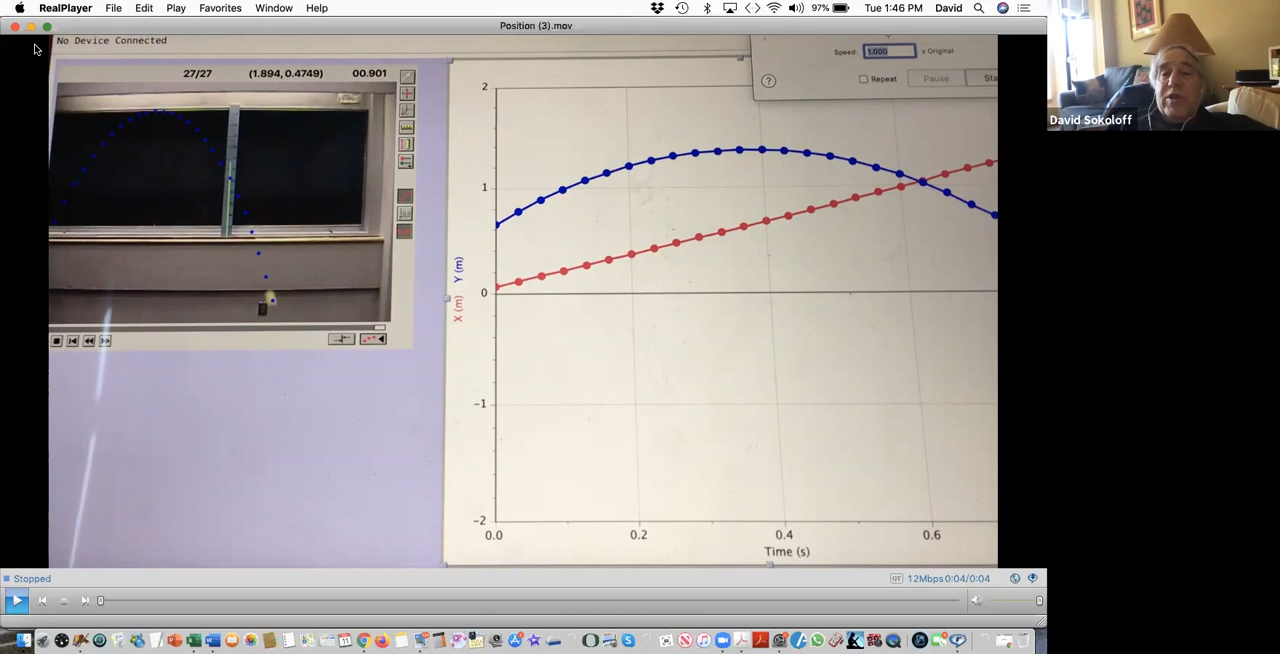 RealPlayer File Edit Play Favorites Window Help 97% Tue 1:46 PM David
Position (3).mov
No Device Connected
27/27 (1.894, 0.4749) 00.901
Speed: 1.000 x Original
? Repeat Pause Sta
David Sokoloff
2
1
0
−1
−2
X (m) Y (m)
0.0 0.2 0.4 0.6
Time (s)
Stopped
QT 12Mbps 0:04/0:04